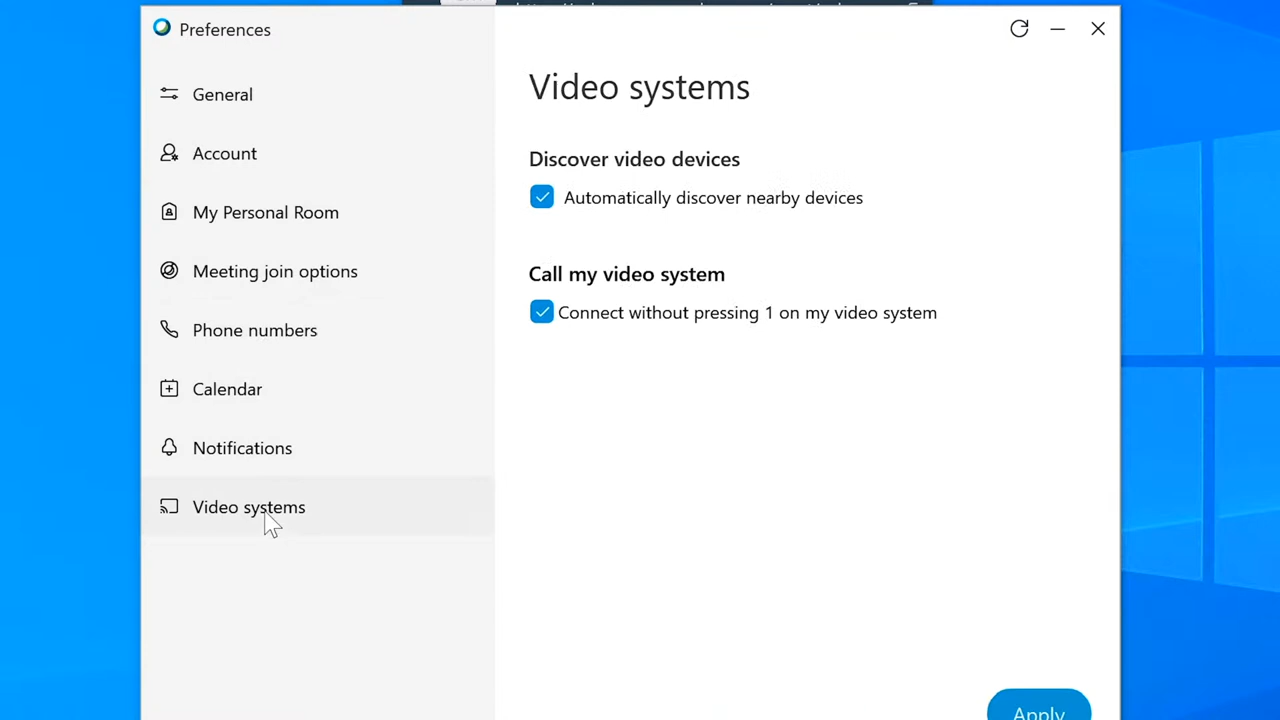 Preferences
General
Account
My Personal Room
Meeting join options
Phone numbers
Calendar
Notifications
Video systems
Video systems
Discover video devices
Automatically discover nearby devices
Call my video system
Connect without pressing 1 on my video system
Apply